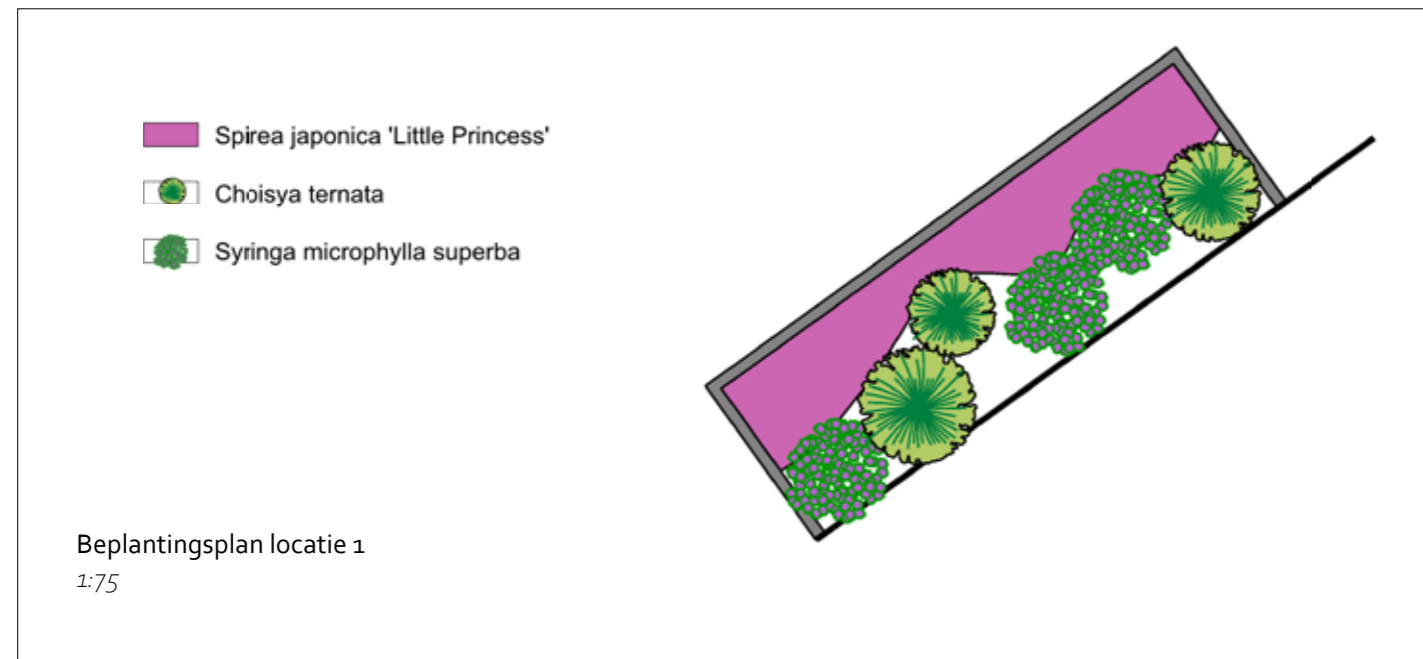 Spirea japonica 'Little Princess'
Choisya ternata
Syringa microphylla superba
Beplantingsplan locatie 1
1:75